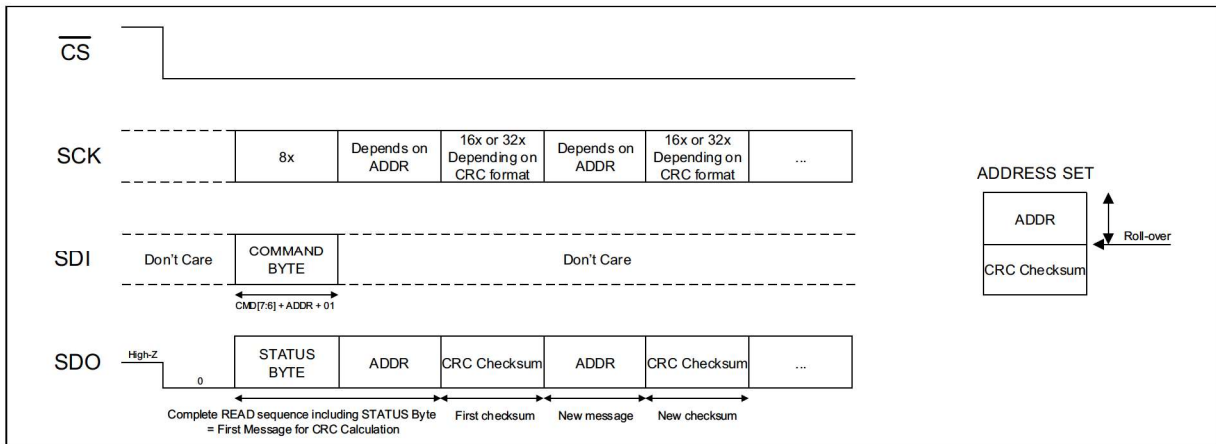 CS
SCK
8x
Depends on
ADDR
16x or 32x
Depending on
CRC format
Depends on
ADDR
16x or 32x
Depending on
CRC format
...
SDI
Don't Care
COMMAND
BYTE
Don't Care
CMD[7:6] + ADDR + 01
SDO
High-Z
0
STATUS
BYTE
ADDR
CRC Checksum
ADDR
CRC Checksum
...
Complete READ sequence including STATUS Byte
= First Message for CRC Calculation
First checksum
New message
New checksum
ADDRESS SET
ADDR
Roll-over
CRC Checksum